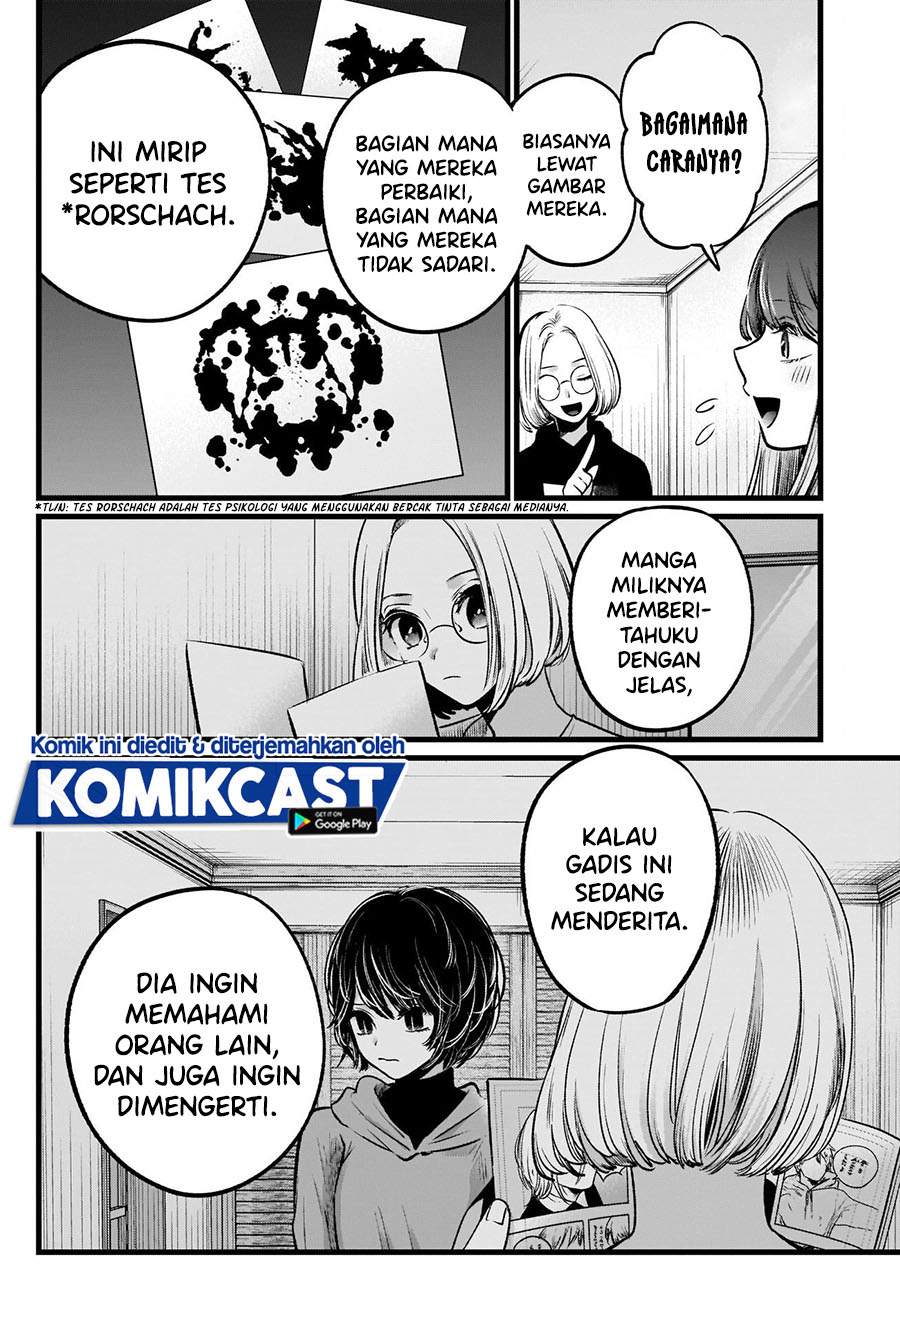 BAGAIMANA
CARANYA?
BIASANYA
LEWAT
GAMBAR
MEREKA.
BAGIAN MANA
YANG MEREKA
PERBAIKI,
BAGIAN MANA
YANG MEREKA
TIDAK SADARI.
INI MIRIP
SEPERTI TES
*RORSCHACH.
*TL/N: TES RORSCHACH ADALAH TES PSIKOLOGI YANG MENGGUNAKAN BERCAK TINTA SEBAGAI MEDIANYA.
MANGA
MILIKNYA
MEMBERI-
TAHUKU
DENGAN
JELAS,
Komik ini diedit & diterjemahkan oleh
KOMIKCAST
GET IT ON
Google Play
KALAU
GADIS INI
SEDANG
MENDERITA.
DIA INGIN
MEMAHAMI
ORANG LAIN,
DAN JUGA INGIN
DIMENGERTI.